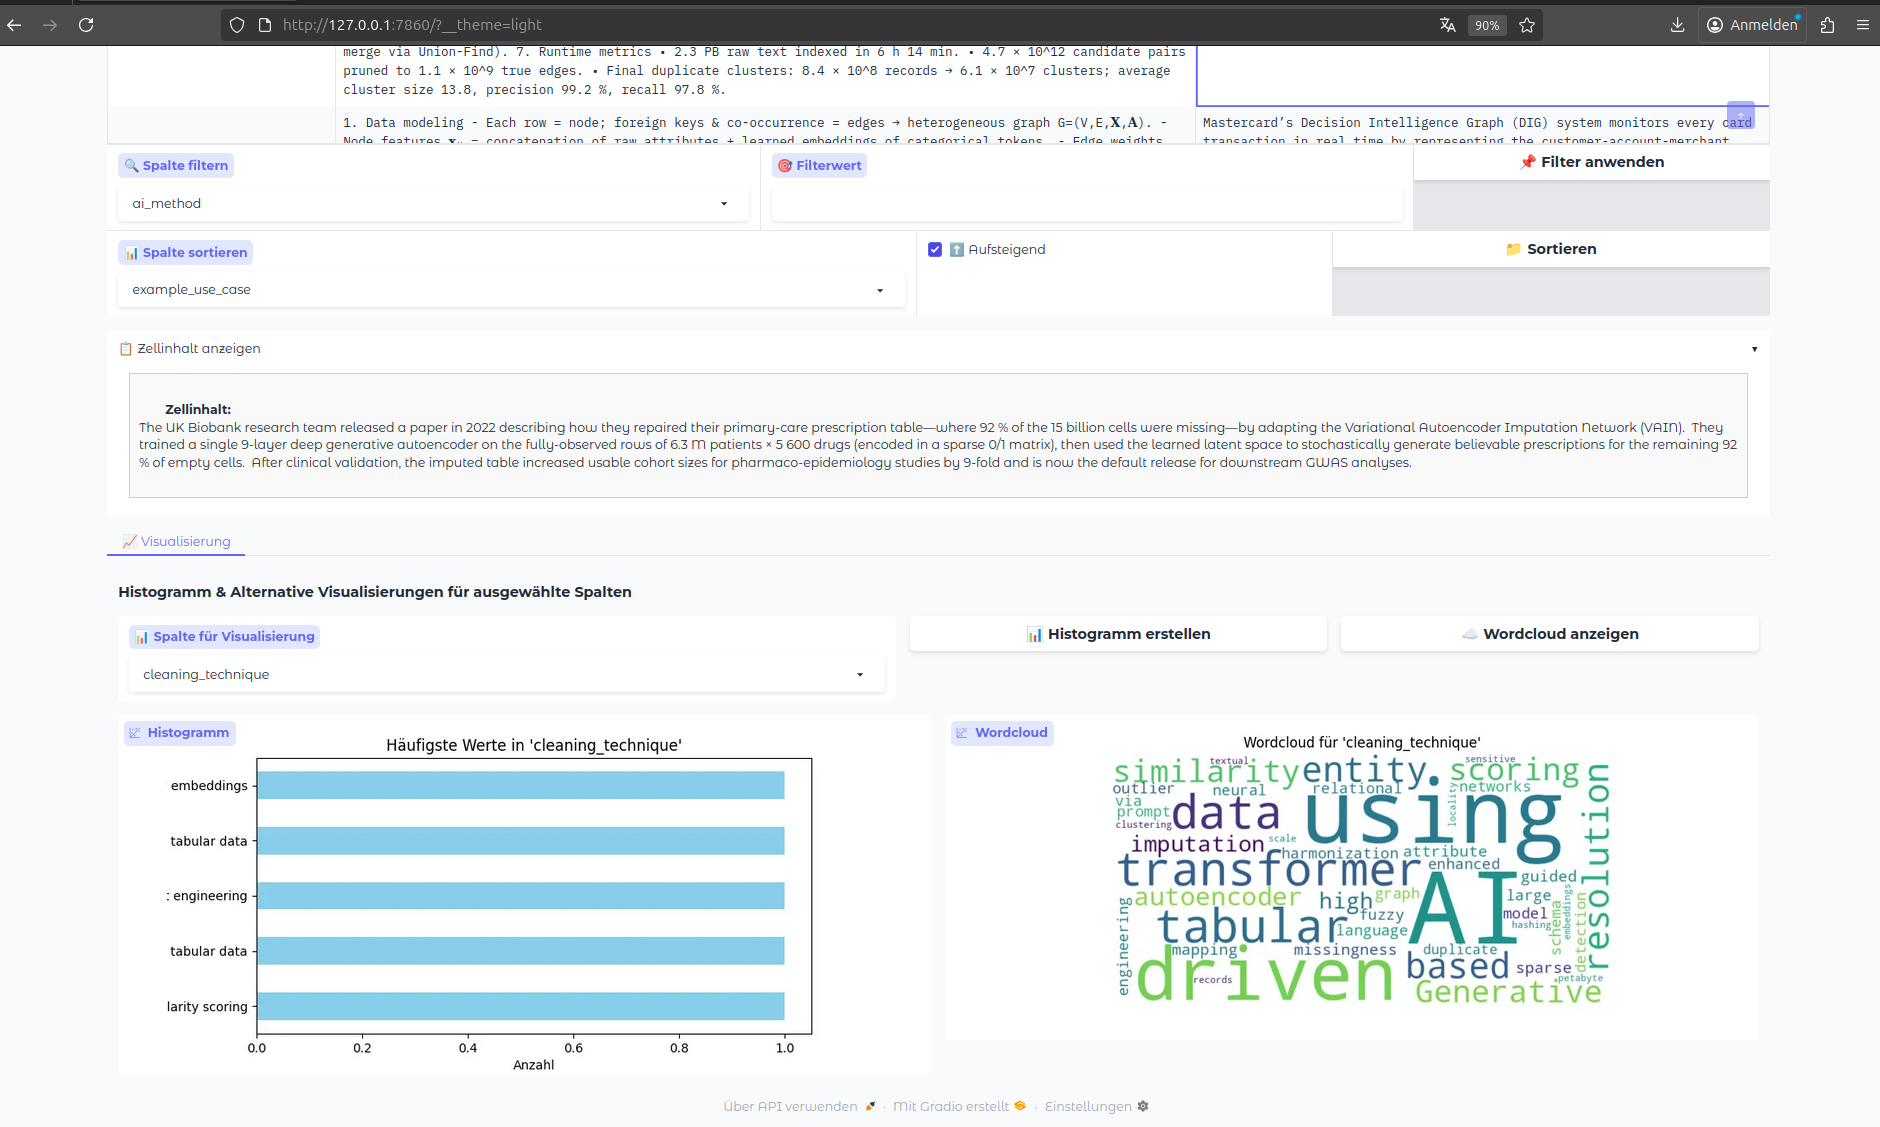 http://127.0.0.1:7860/?__theme=light
90%
Anmelden
merge via Union-Find). 7. Runtime metrics • 2.3 PB raw text indexed in 6 h 14 min. • 4.7 × 10^12 candidate pairs
pruned to 1.1 × 10^9 true edges. • Final duplicate clusters: 8.4 × 10^8 records → 6.1 × 10^7 clusters; average
cluster size 13.8, precision 99.2 %, recall 97.8 %.
1. Data modeling - Each row = node; foreign keys & co-occurrence = edges → heterogeneous graph G=(V,E,𝐗,𝐀). -
Node features = concatenation of raw attributes + learned embeddings of categorical tokens. - Edge weights
Mastercard’s Decision Intelligence Graph (DIG) system monitors every card
transaction in real time by representing the customer-account-merchant
🔍 Spalte filtern
ai_method
🎯 Filterwert
📌 Filter anwenden
📊 Spalte sortieren
example_use_case
⬆️ Aufsteigend
📁 Sortieren
📋 Zellinhalt anzeigen
Zellinhalt:
The UK Biobank research team released a paper in 2022 describing how they repaired their primary-care prescription table—where 92 % of the 15 billion cells were missing—by adapting the Variational Autoencoder Imputation Network (VAIN). They
trained a single 9-layer deep generative autoencoder on the fully-observed rows of 6.3 M patients × 5 600 drugs (encoded in a sparse 0/1 matrix), then used the learned latent space to stochastically generate believable prescriptions for the remaining 92
% of empty cells. After clinical validation, the imputed table increased usable cohort sizes for pharmaco-epidemiology studies by 9-fold and is now the default release for downstream GWAS analyses.
📈 Visualisierung
Histogramm & Alternative Visualisierungen für ausgewählte Spalten
📊 Spalte für Visualisierung
cleaning_technique
📊 Histogramm erstellen
☁️ Wordcloud anzeigen
Histogramm
Häufigste Werte in 'cleaning_technique'
embeddings
tabular data
: engineering
tabular data
larity scoring
0.0 0.2 0.4 0.6 0.8 1.0
Anzahl
Wordcloud
Wordcloud für 'cleaning_technique'
textual
sensitive
similarity
entity
scoring
outlier
neural
relational
networks
via
data
using
locality
prompt
clustering
resolution
imputation
scale
harmonization
attribute
transformer
enhanced
guided
autoencoder
high
graph
AI
large
fuzzy
model
tabular
language
hashing
engineering
schema
embeddings
detection
mapping
missingness
duplicate
driven
based
sparse
records
petabyte
Generative
Über API verwenden · Mit Gradio erstellt · Einstellungen